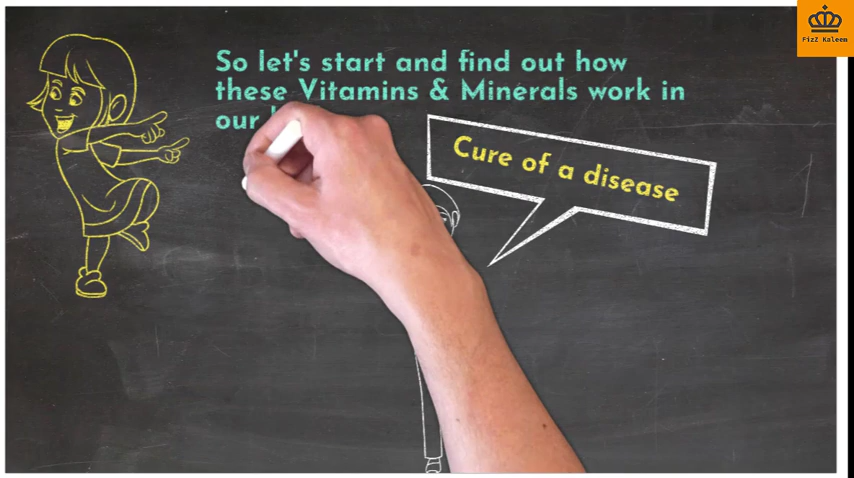 So let's start and find out how
these Vitamins & Minerals work in
our
Cure of a disease
FizZ Kaleem